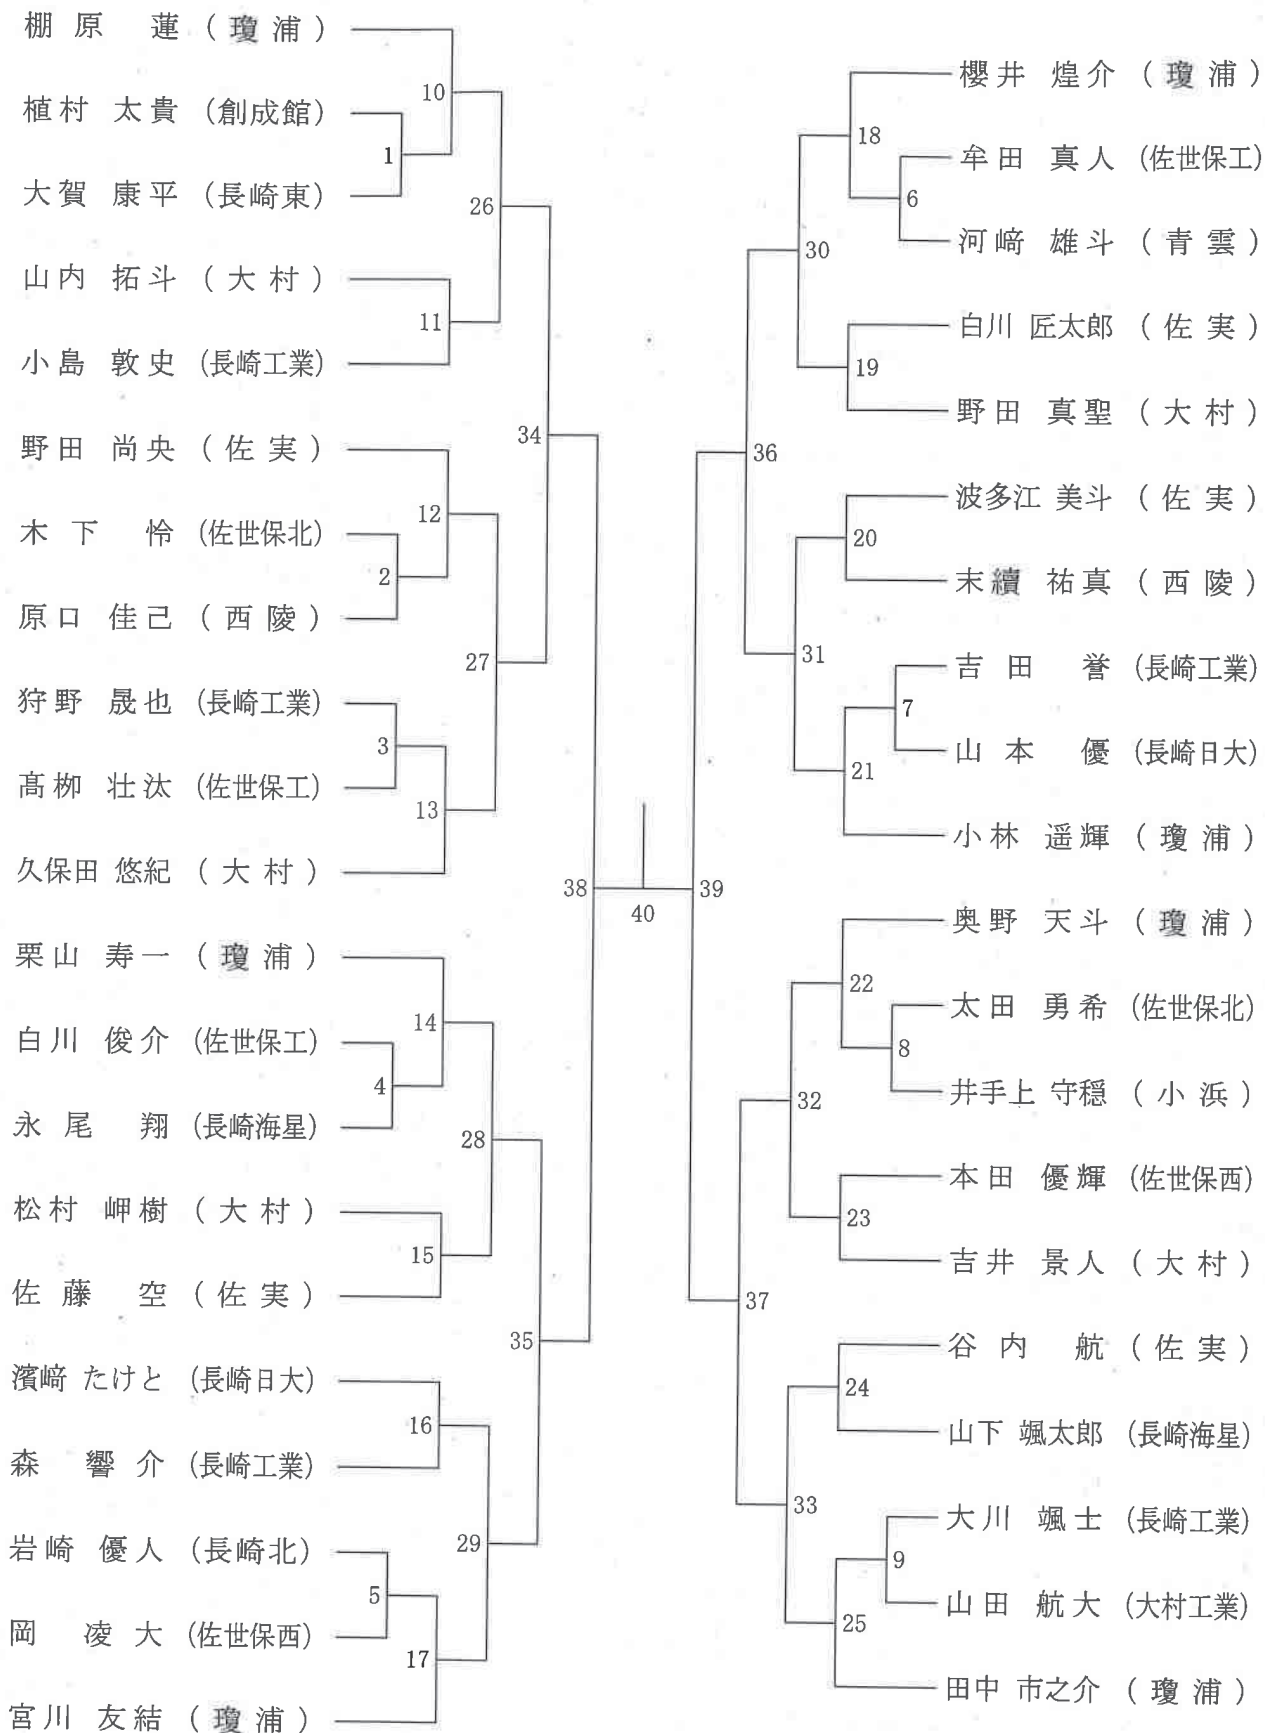 棚原 蓮 (瓊浦)
植村 太貴 (創成館)
大賀 康平 (長崎東)
山内 拓斗 (大村)
小島 敦史 (長崎工業)
野田 尚央 (佐実)
木下 怜 (佐世保北)
原口 佳己 (西陵)
狩野 晟也 (長崎工業)
髙栁 壮汰 (佐世保工)
久保田 悠紀 (大村)
栗山 寿一 (瓊浦)
白川 俊介 (佐世保工)
永尾 翔 (長崎海星)
松村 岬樹 (大村)
佐藤 空 (佐実)
濵﨑 たけと (長崎日大)
森 響介 (長崎工業)
岩崎 優人 (長崎北)
岡 凌大 (佐世保西)
宮川 友結 (瓊浦)
10
1
26
11
34
12
2
27
3
13
38
14
4
28
15
35
16
29
5
17
40
39
18
6
30
19
36
20
31
7
21
22
8
32
23
37
24
33
9
25
櫻井 煌介 (瓊浦)
牟田 真人 (佐世保工)
河﨑 雄斗 (青雲)
白川 匠太郎 (佐実)
野田 真聖 (大村)
波多江 美斗 (佐実)
末續 祐真 (西陵)
吉田 誉 (長崎工業)
山本 優 (長崎日大)
小林 遥輝 (瓊浦)
奥野 天斗 (瓊浦)
太田 勇希 (佐世保北)
井手上 守穏 (小浜)
本田 優輝 (佐世保西)
吉井 景人 (大村)
谷内 航 (佐実)
山下 颯太郎 (長崎海星)
大川 颯士 (長崎工業)
山田 航大 (大村工業)
田中 市之介 (瓊浦)